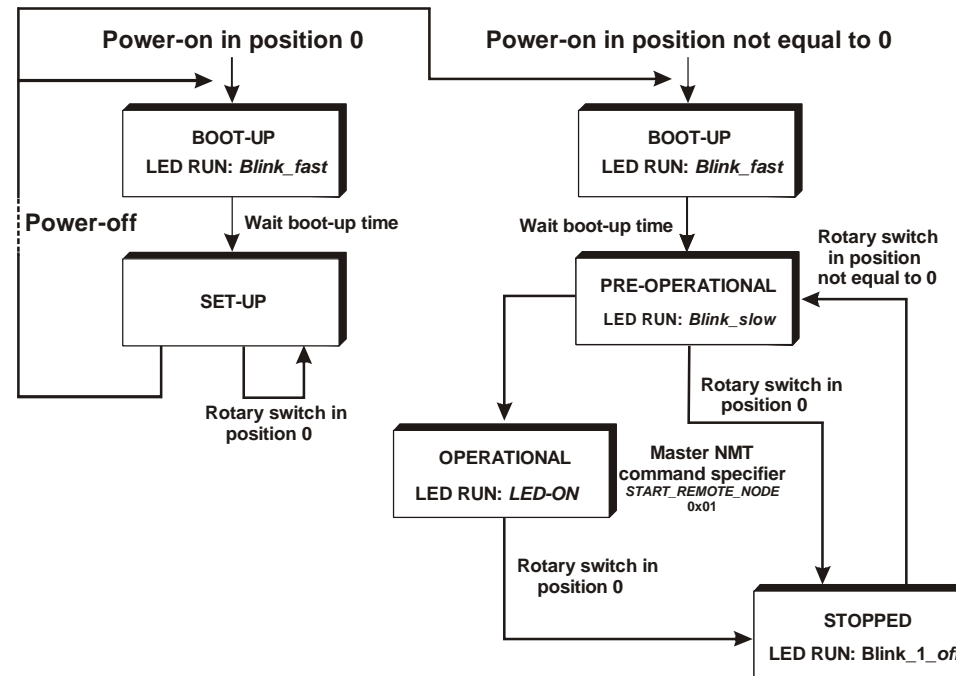 Power-on in position 0
BOOT-UP
LED RUN: Blink_fast
Wait boot-up time
Power-off
SET-UP
Rotary switch in
position 0
Power-on in position not equal to 0
BOOT-UP
LED RUN: Blink_fast
Wait boot-up time
Rotary switch
in position
not equal to 0
PRE-OPERATIONAL
LED RUN: Blink_slow
Rotary switch in
position 0
OPERATIONAL
LED RUN: LED-ON
Master NMT
command specifier
START_REMOTE_NODE
0x01
Rotary switch in
position 0
STOPPED
LED RUN: Blink_1_off